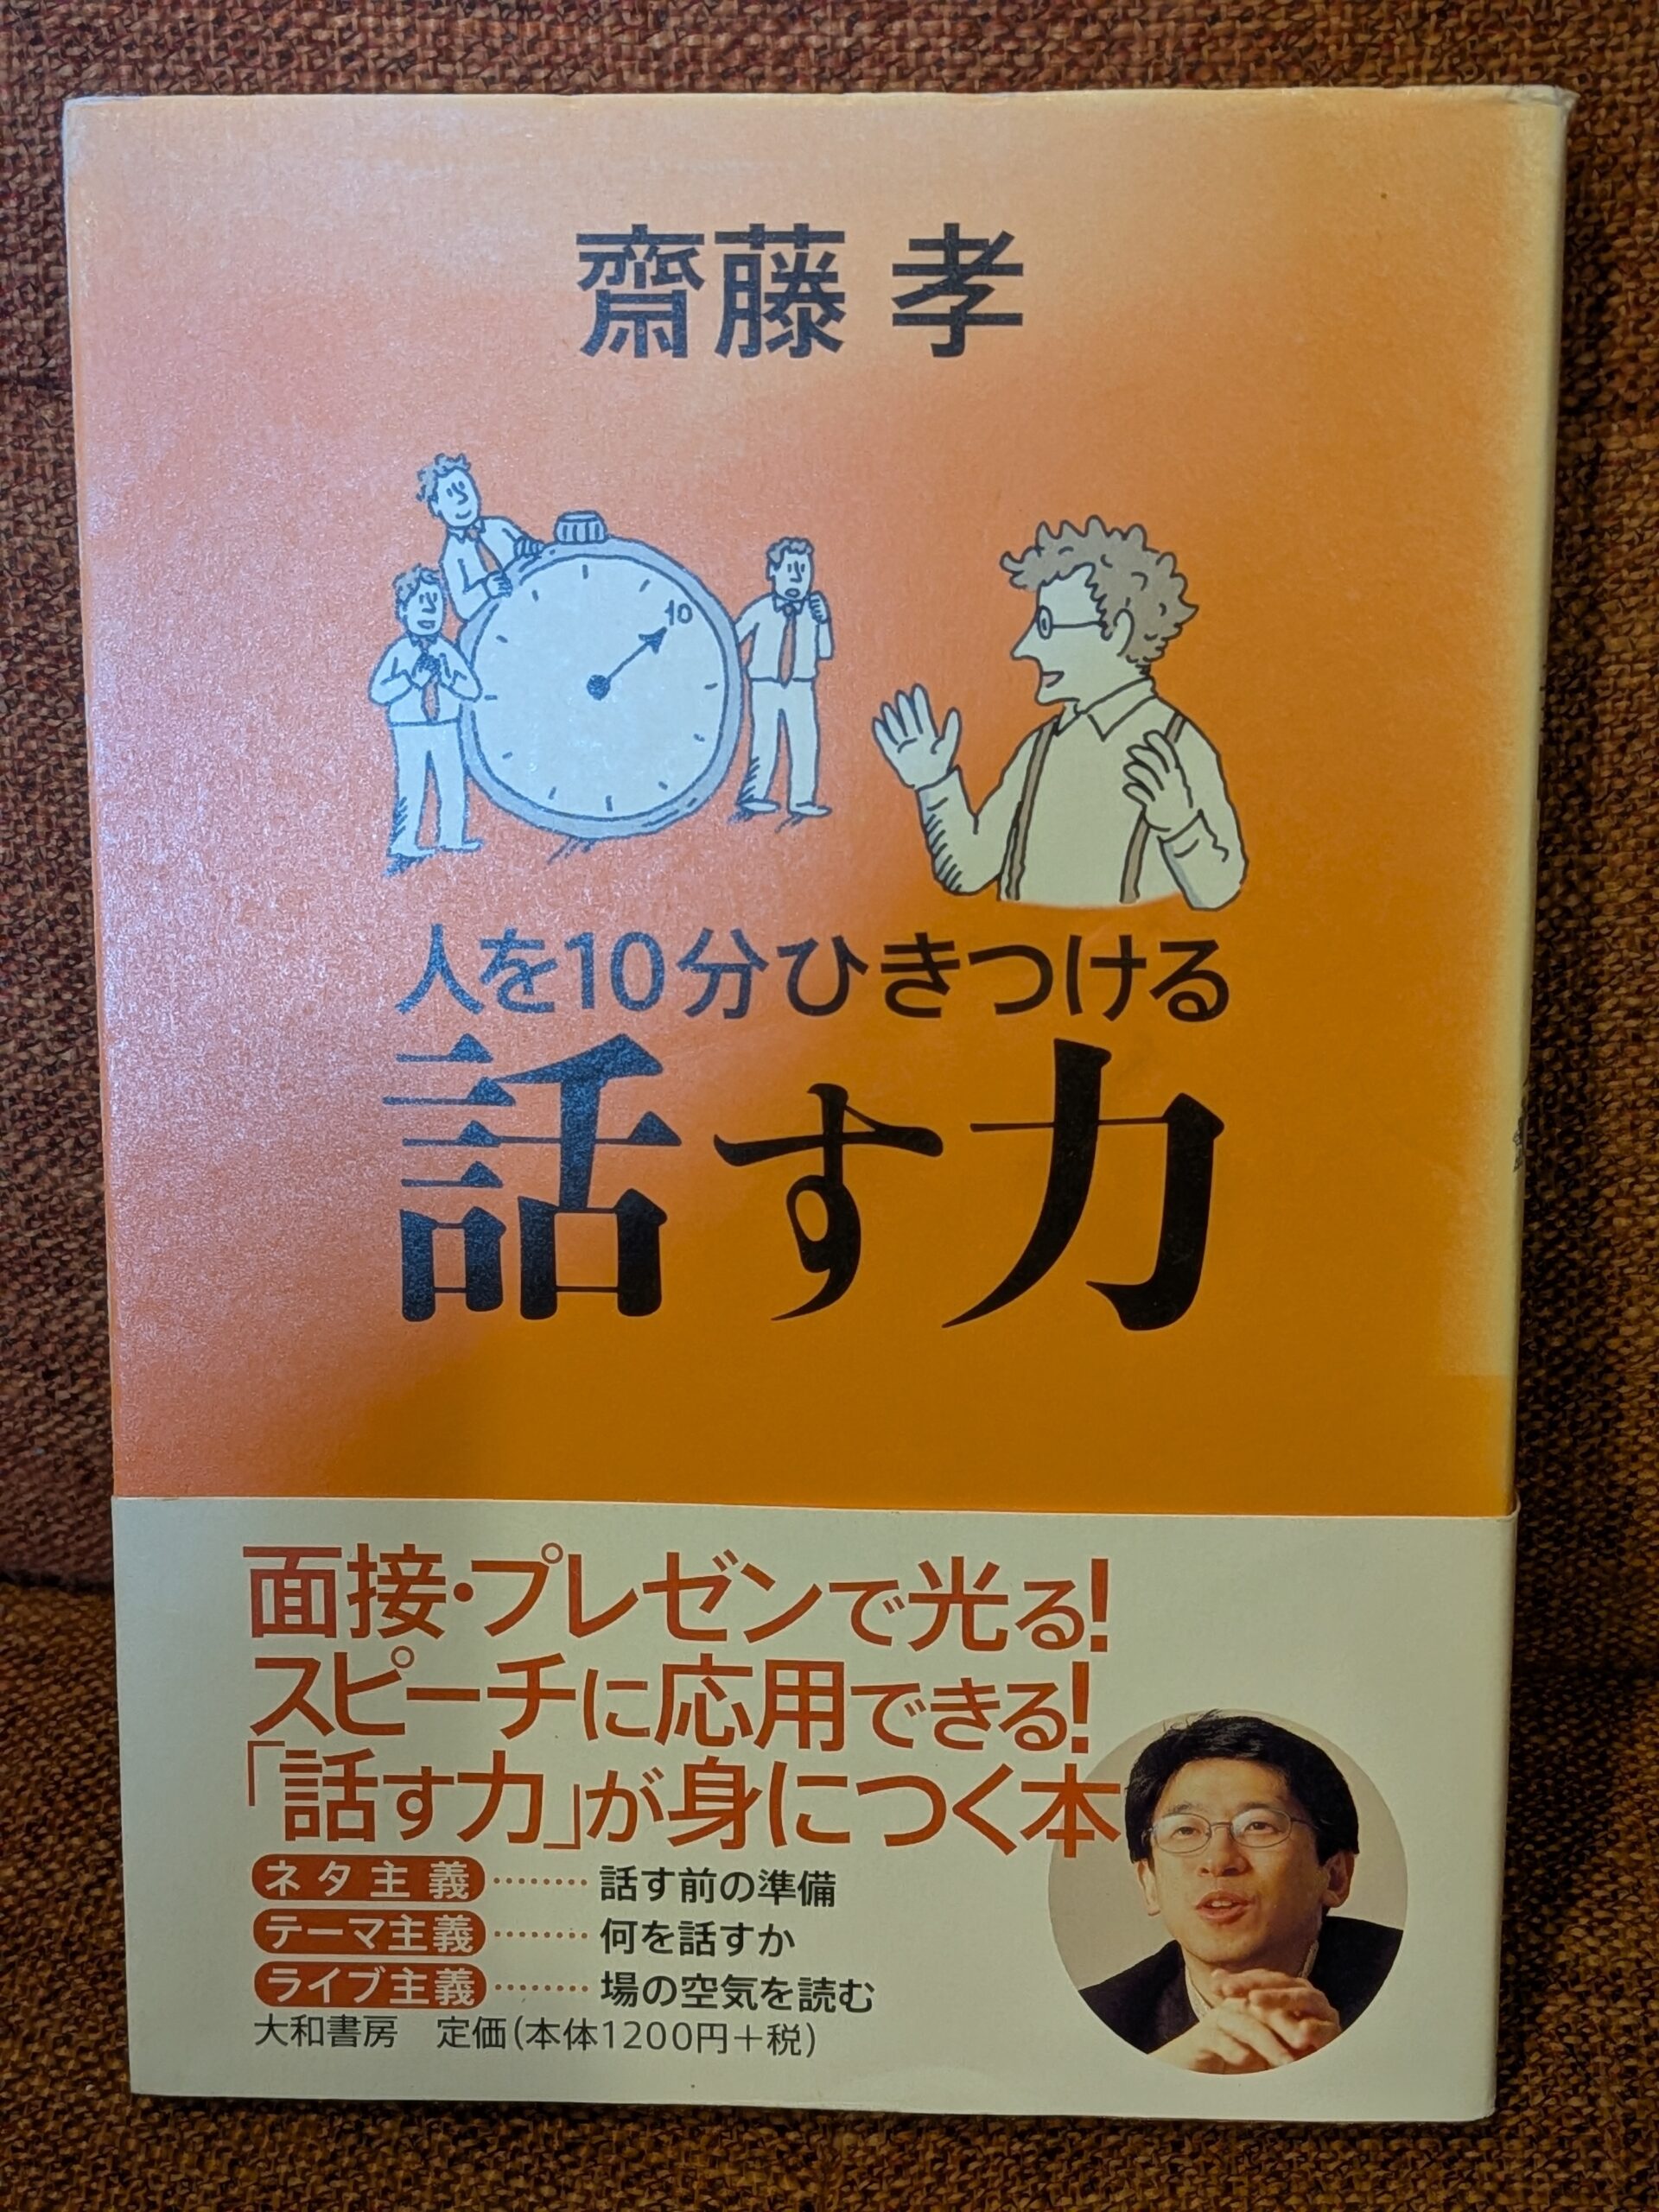 齋藤 孝
10
人を10分ひきつける
話す力
面接・プレゼンで光る!
スピーチに応用できる!
「話す力」が身につく本
ネタ主義………話す前の準備
テーマ主義………何を話すか
ライブ主義………場の空気を読む
大和書房 定価(本体1200円+税)